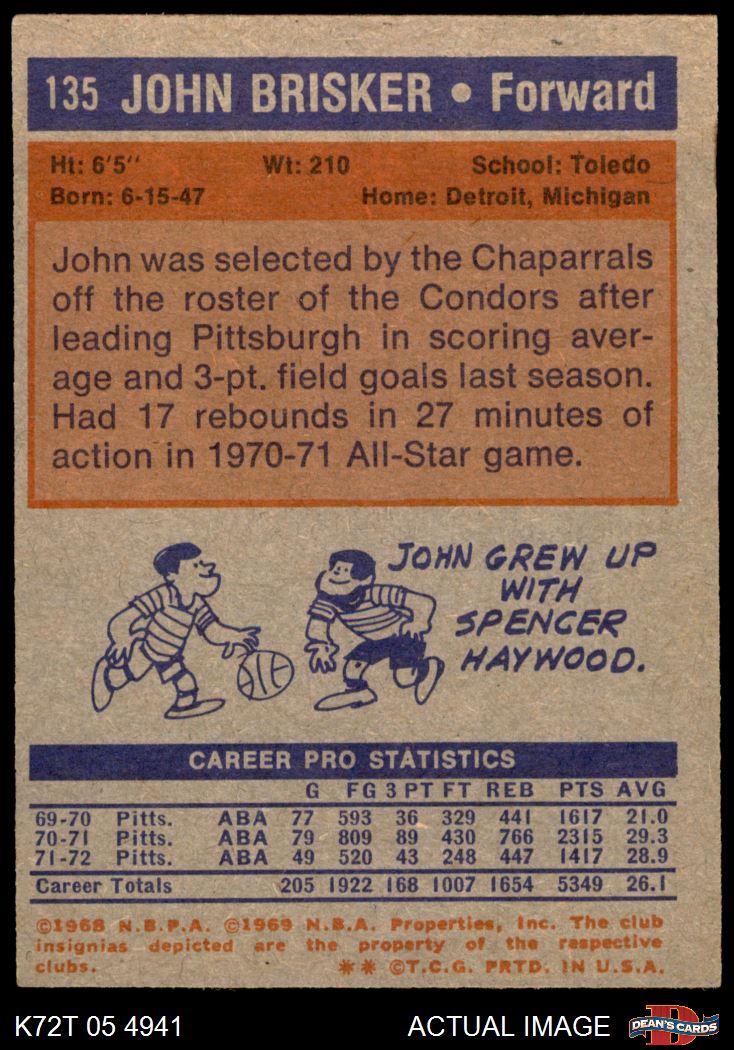 135 JOHN BRISKER • Forward
Ht: 6'5" Wt: 210 School: Toledo
Born: 6-15-47 Home: Detroit, Michigan
John was selected by the Chaparrals
off the roster of the Condors after
leading Pittsburgh in scoring aver-
age and 3-pt. field goals last season.
Had 17 rebounds in 27 minutes of
action in 1970-71 All-Star game.
JOHN GREW UP
WITH
SPENCER
HAYWOOD.
CAREER PRO STATISTICS
G FG 3 PT FT REB PTS AVG
69-70 Pitts. ABA 77 593 36 329 441 1617 21.0
70-71 Pitts. ABA 79 809 89 430 766 2315 29.3
71-72 Pitts. ABA 49 520 43 248 447 1417 28.9
Career Totals 205 1922 168 1007 1654 5349 26.1
©1968 N.B.P.A. ©1969 N.B.A. Properties, Inc. The club
insignias depicted are the property of the respective
clubs. ** ©T.C.G. PRTD. IN U.S.A.
K72T 05 4941 ACTUAL IMAGE DEAN'S CARDS